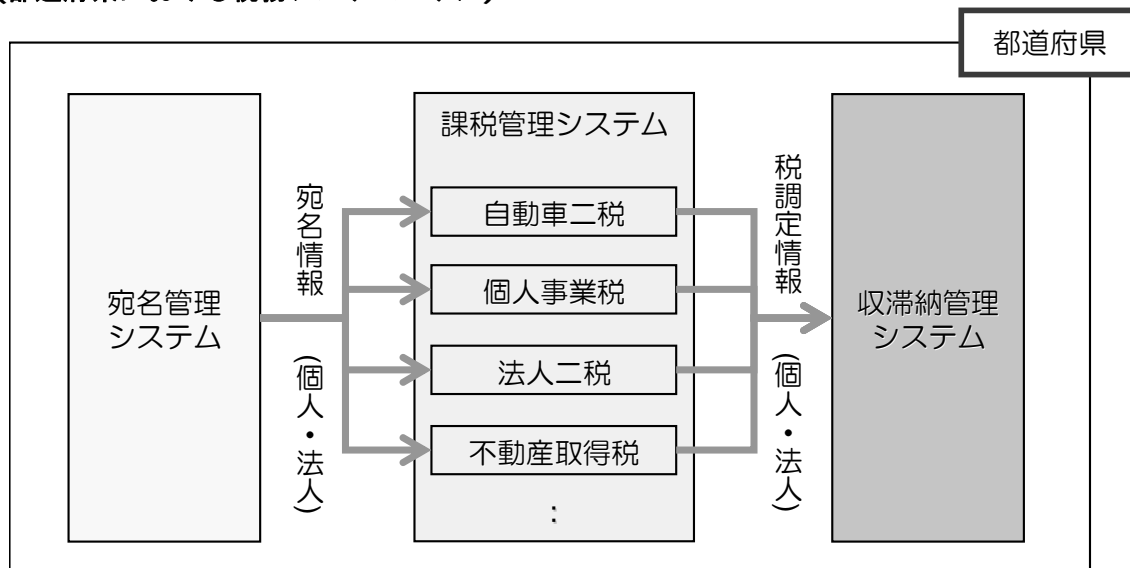 都道府県
宛名管理
システム
宛名情報
(個人・法人)
課税管理システム
自動車二税
個人事業税
法人二税
不動産取得税
：
税調定情報
(個人・法人)
収滞納管理
システム